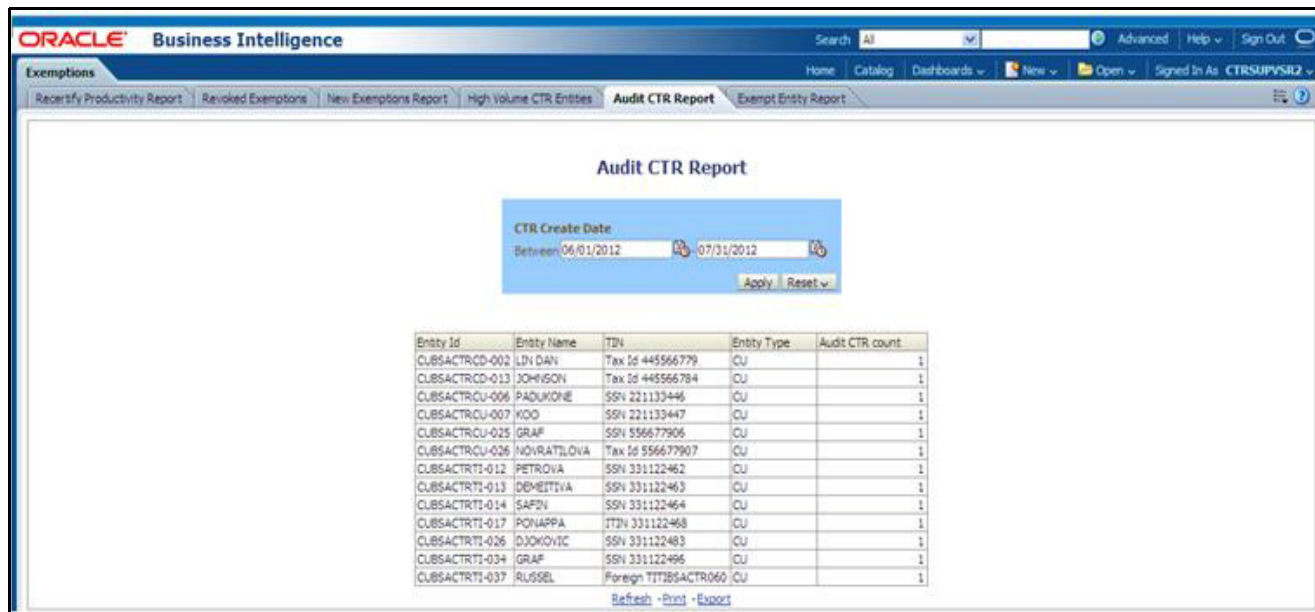 ORACLE Business Intelligence Search All Advanced Help Sign Out
Exemptions Home Catalog Dashboards New Open Signed In As CTRSUPVSR2
Recertify Productivity Report Revoked Exemptions New Exemptions Report High Volume CTR Entities Audit CTR Report Exempt Entity Report
Audit CTR Report
CTR Create Date
Between 06/01/2012 - 07/31/2012
Apply Reset
Entity Id Entity Name TIN Entity Type Audit CTR count
CUBSACTRCD-002 LIN DAN Tax Id 445566779 CU 1
CUBSACTRCD-013 JOHNSON Tax Id 445566784 CU 1
CUBSACTRCU-006 PADUKONE SSN 221133446 CU 1
CUBSACTRCU-007 KOO SSN 221133447 CU 1
CUBSACTRCU-025 GRAF SSN 556677906 CU 1
CUBSACTRCU-026 NOVRATILOVA Tax Id 556677907 CU 1
CUBSACTRTI-012 PETROVA SSN 331122462 CU 1
CUBSACTRTI-013 DEMEITIVA SSN 331122463 CU 1
CUBSACTRTI-014 SAFIN SSN 331122464 CU 1
CUBSACTRTI-017 PONAPPA ITIN 331122468 CU 1
CUBSACTRTI-026 DJOKOVIC SSN 331122483 CU 1
CUBSACTRTI-034 GRAF SSN 331122496 CU 1
CUBSACTRTI-037 RUSSEL Foreign TITIBSACTR060 CU 1
Refresh - Print - Export